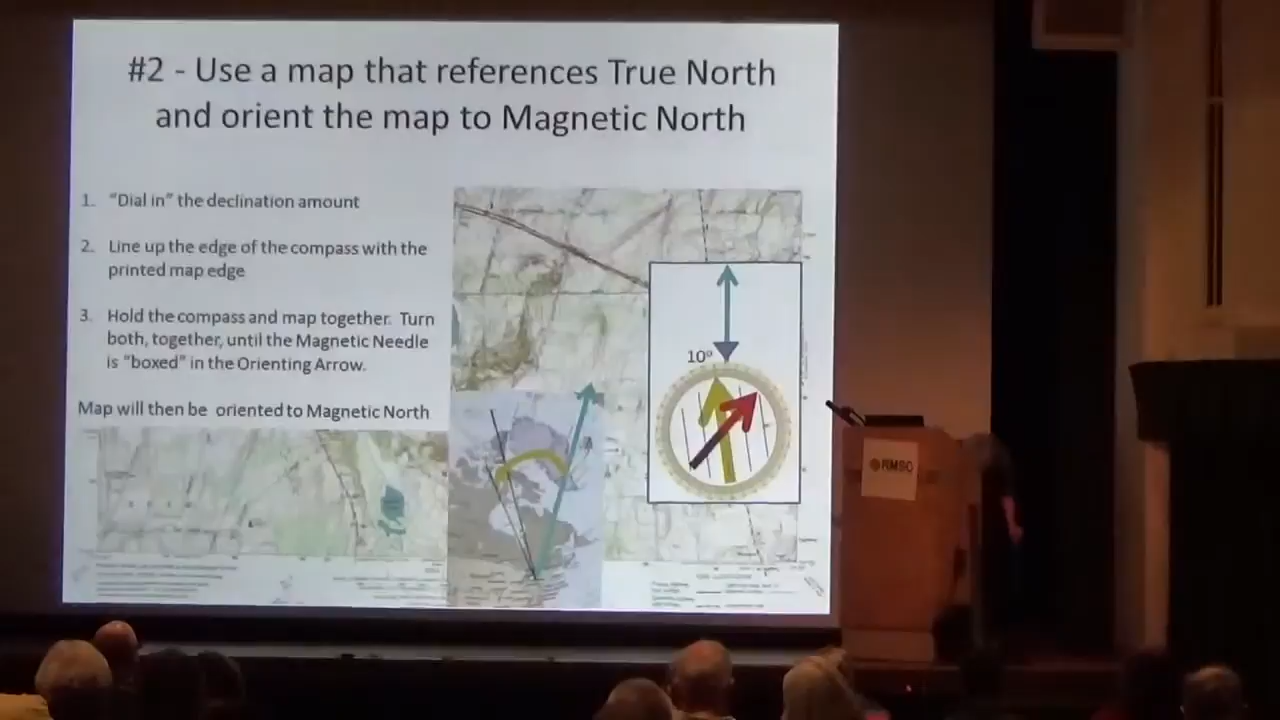 #2 - Use a map that references True North
and orient the map to Magnetic North
1. “Dial in” the declination amount
2. Line up the edge of the compass with the
printed map edge
3. Hold the compass and map together. Turn
both, together, until the Magnetic Needle
is “boxed” in the Orienting Arrow.
Map will then be oriented to Magnetic North
10°
RMSO